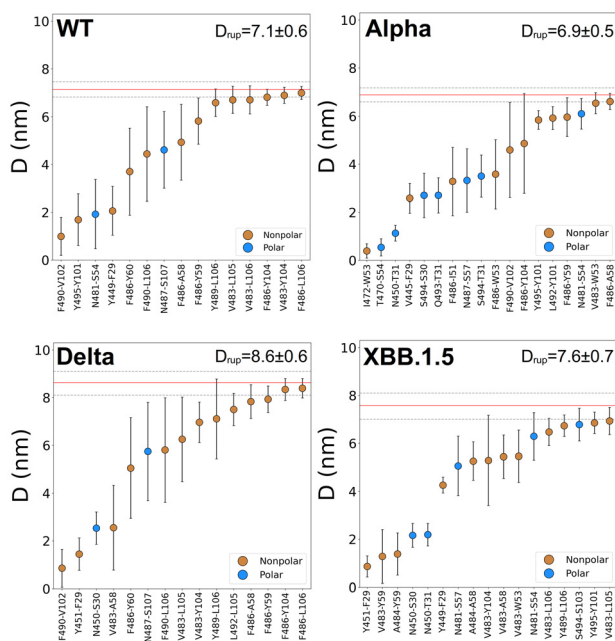 WT
D_rup=7.1±0.6
10
8
6
4
2
0
D (nm)
Nonpolar
Polar
F490-V102
Y495-Y101
N481-S54
Y449-F29
F486-Y60
F490-L106
N487-S107
F486-A58
F486-Y59
Y489-L106
V483-L105
V483-L106
F486-Y104
V483-Y104
F486-L106
Alpha
D_rup=6.9±0.5
10
8
6
4
2
0
D (nm)
Nonpolar
Polar
I472-W53
T470-S54
N450-T31
V445-F29
S494-S30
Q493-T31
F486-I51
N487-S57
S494-T31
F486-W53
F490-V102
F486-Y104
Y495-Y101
L492-Y101
F486-Y59
N481-S54
V483-W53
F486-A58
Delta
D_rup=8.6±0.6
10
8
6
4
2
0
D (nm)
Nonpolar
Polar
F490-V102
Y451-F29
N450-S30
V483-A58
F486-Y60
N487-S107
F490-L106
V483-L105
V483-Y104
Y489-L106
L492-L105
F486-A58
F486-Y59
F486-Y104
F486-L106
XBB.1.5
D_rup=7.6±0.7
10
8
6
4
2
0
D (nm)
Nonpolar
Polar
Y451-F29
V483-Y59
A484-Y59
N450-S30
N450-T31
Y449-F29
N481-S57
A484-A58
V483-Y104
V483-A58
V483-W53
N481-S54
V483-L106
Y489-L106
S494-S103
Y495-Y101
V483-L105